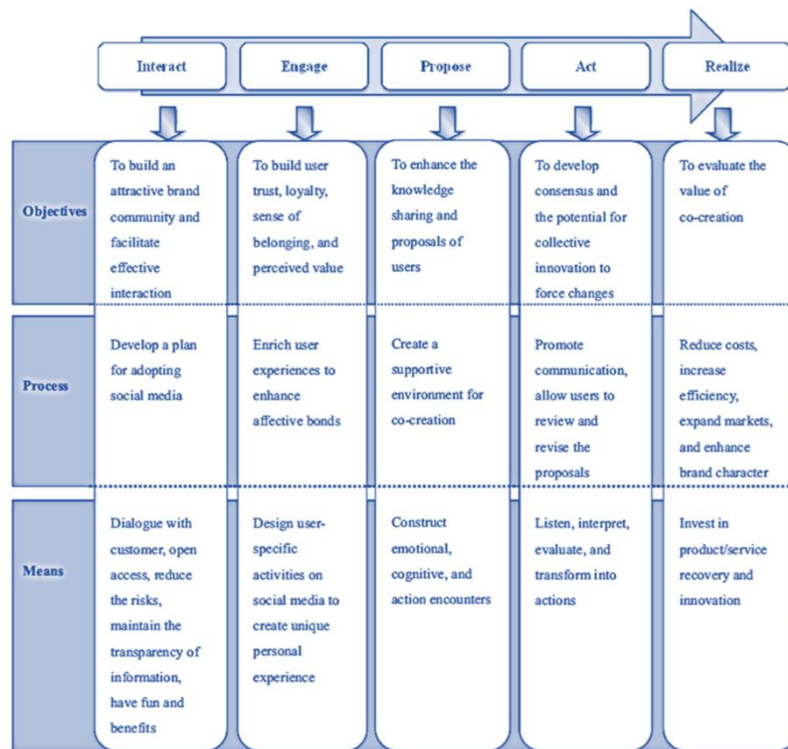 Interact
Engage
Propose
Act
Realize
Objectives
To build an
attractive brand
community and
facilitate
effective
interaction
To build user
trust, loyalty,
sense of
belonging, and
perceived value
To enhance the
knowledge
sharing and
proposals of
users
To develop
consensus and
the potential for
collective
innovation to
force changes
To evaluate the
value of
co-creation
Process
Develop a plan
for adopting
social media
Enrich user
experiences to
enhance
affective bonds
Create a
supportive
environment for
co-creation
Promote
communication,
allow users to
review and
revise the
proposals
Reduce costs,
increase
efficiency,
expand markets,
and enhance
brand character
Means
Dialogue with
customer, open
access, reduce
the risks,
maintain the
transparency of
information,
have fun and
benefits
Design user-
specific
activities on
social media to
create unique
personal
experience
Construct
emotional,
cognitive, and
action encounters
Listen, interpret,
evaluate, and
transform into
actions
Invest in
product/service
recovery and
innovation